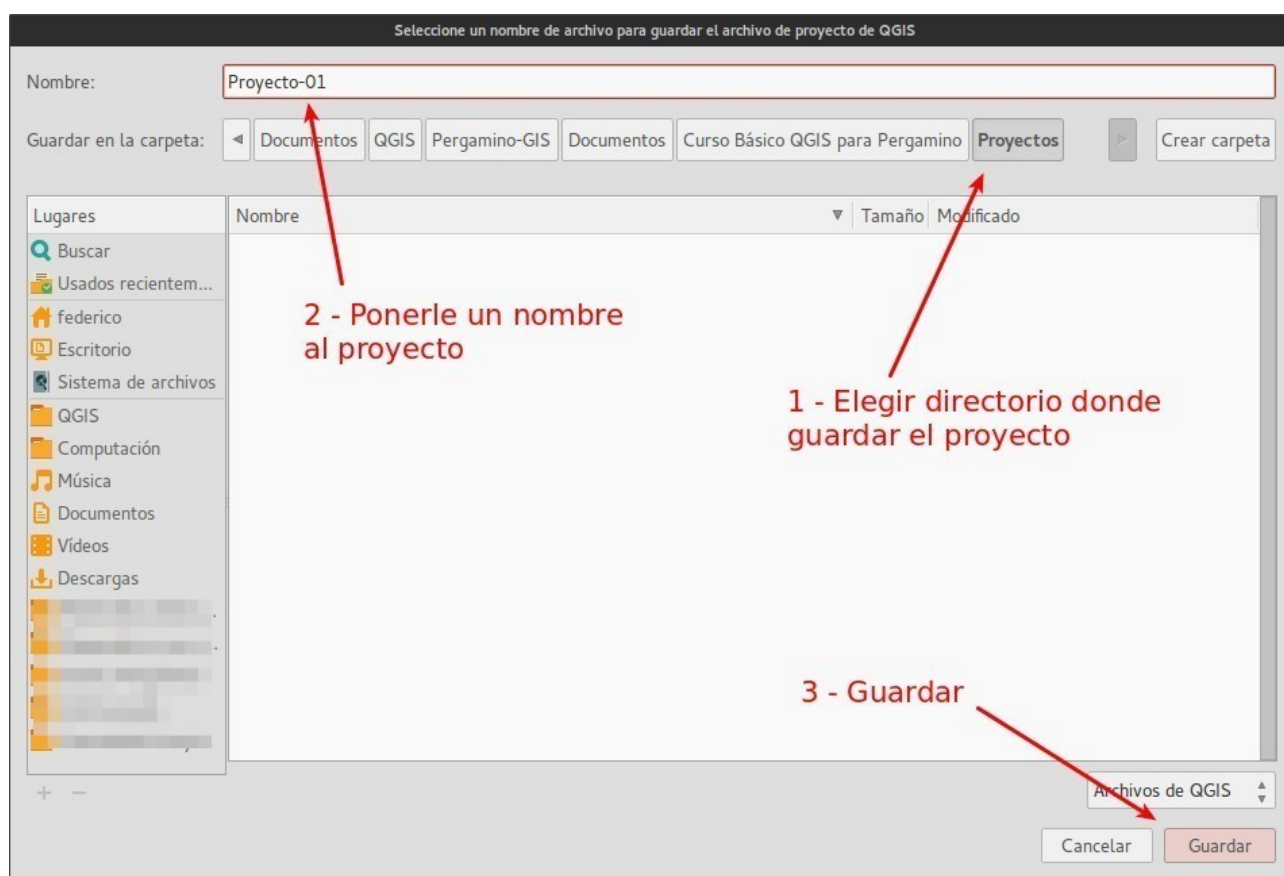 Seleccione un nombre de archivo para guardar el archivo de proyecto de QGIS
Nombre: Proyecto-01
Guardar en la carpeta: Documentos QGIS Pergamino-GIS Documentos Curso Básico QGIS para Pergamino Proyectos Crear carpeta
Lugares Nombre Tamaño Modificado
Buscar
Usados recientem...
federico
Escritorio
Sistema de archivos
QGIS
Computación
Música
Documentos
Vídeos
Descargas
2 - Ponerle un nombre
al proyecto
1 - Elegir directorio donde
guardar el proyecto
3 - Guardar
Archivos de QGIS
Cancelar Guardar